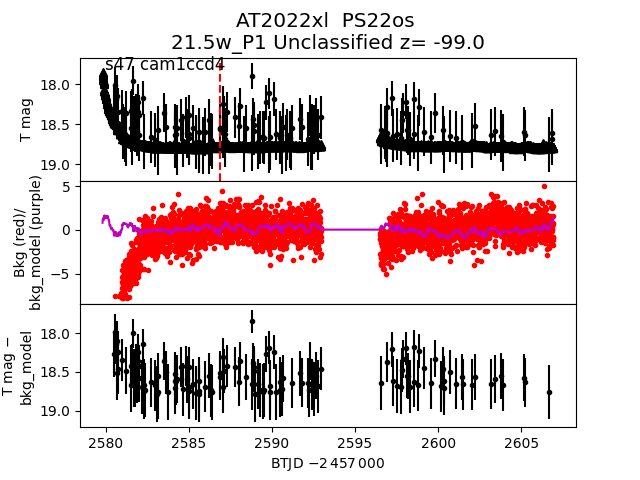 AT2022xl  PS22os
21.5w_P1 Unclassified z= -99.0
s47 cam1ccd4
T mag
18.0
18.5
19.0
Bkg (red)/
bkg_model (purple)
5
0
−5
T mag −
bkg_model
18.0
18.5
19.0
2580 2585 2590 2595 2600 2605
BTJD −2 457 000